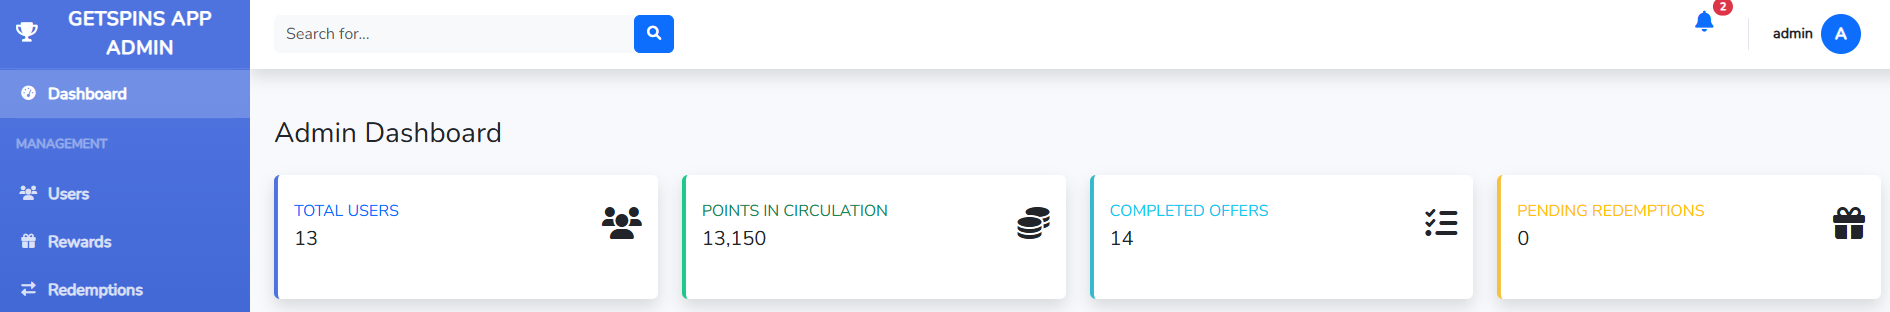 GETSPINS APP
ADMIN
Search for...
2
admin
A
Dashboard
MANAGEMENT
Users
Rewards
Redemptions
Admin Dashboard
TOTAL USERS
13
POINTS IN CIRCULATION
13,150
COMPLETED OFFERS
14
PENDING REDEMPTIONS
0